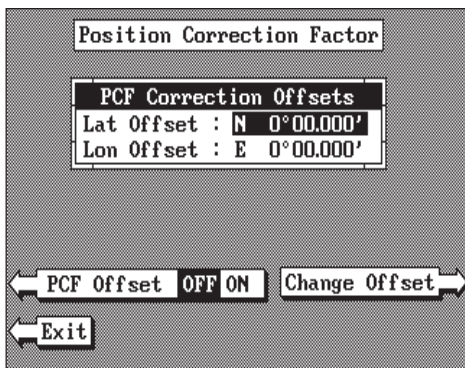 Position Correction Factor
PCF Correction Offsets
Lat Offset : N 0°00.000'
Lon Offset : E 0°00.000'
PCF Offset OFF ON
Change Offset
Exit